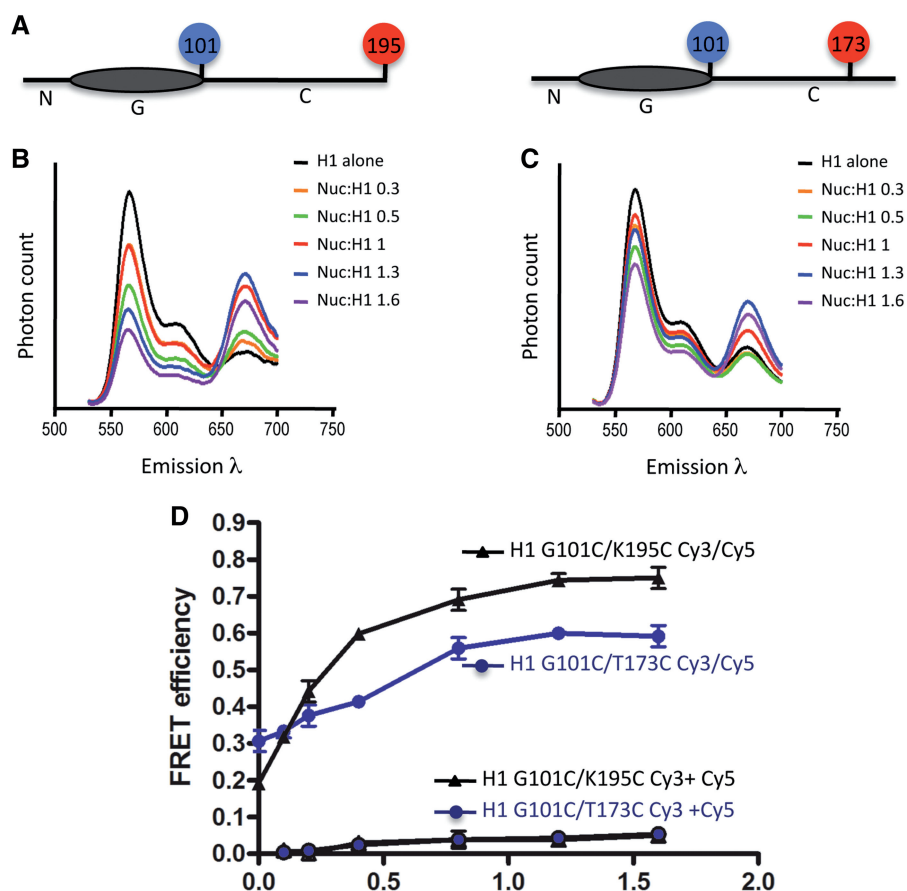 A
101
195
N
G
C
101
173
N
G
C
B
Photon count
500
550
600
650
700
750
Emission λ
H1 alone
Nuc:H1 0.3
Nuc:H1 0.5
Nuc:H1 1
Nuc:H1 1.3
Nuc:H1 1.6
C
Photon count
500
550
600
650
700
750
Emission λ
H1 alone
Nuc:H1 0.3
Nuc:H1 0.5
Nuc:H1 1
Nuc:H1 1.3
Nuc:H1 1.6
D
FRET efficiency
0.9
0.8
0.7
0.6
0.5
0.4
0.3
0.2
0.1
0.0
H1 G101C/K195C Cy3/Cy5
H1 G101C/T173C Cy3/Cy5
H1 G101C/K195C Cy3+ Cy5
H1 G101C/T173C Cy3 +Cy5
0.0
0.5
1.0
1.5
2.0